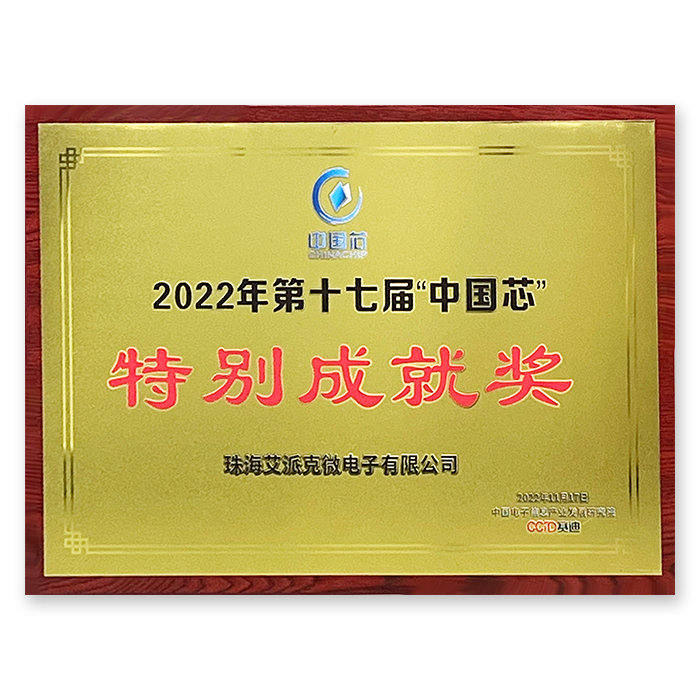 中国芯
CHINACHIP
2022年第十七届“中国芯”
特别成就奖
珠海艾派克微电子有限公司
2022年11月17日
中国电子信息产业发展研究院
CCID赛迪